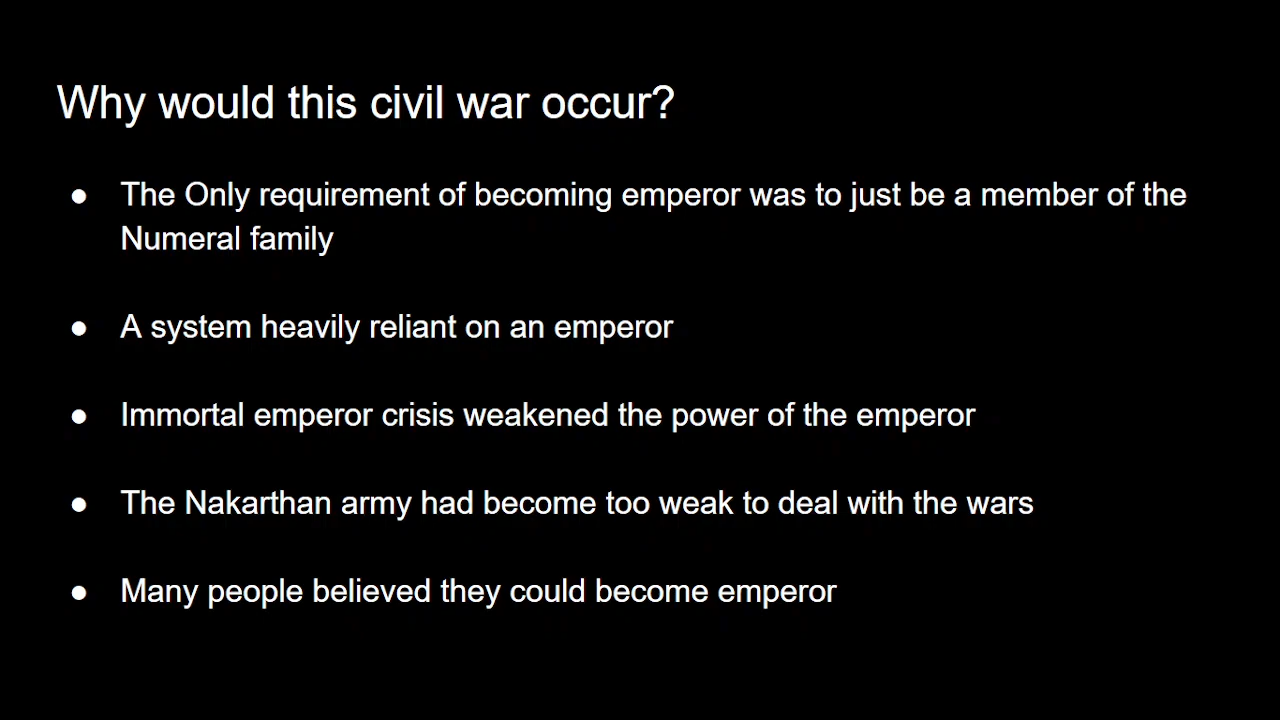 Why would this civil war occur?
● The Only requirement of becoming emperor was to just be a member of the
Numeral family
● A system heavily reliant on an emperor
● Immortal emperor crisis weakened the power of the emperor
● The Nakarthan army had become too weak to deal with the wars
● Many people believed they could become emperor